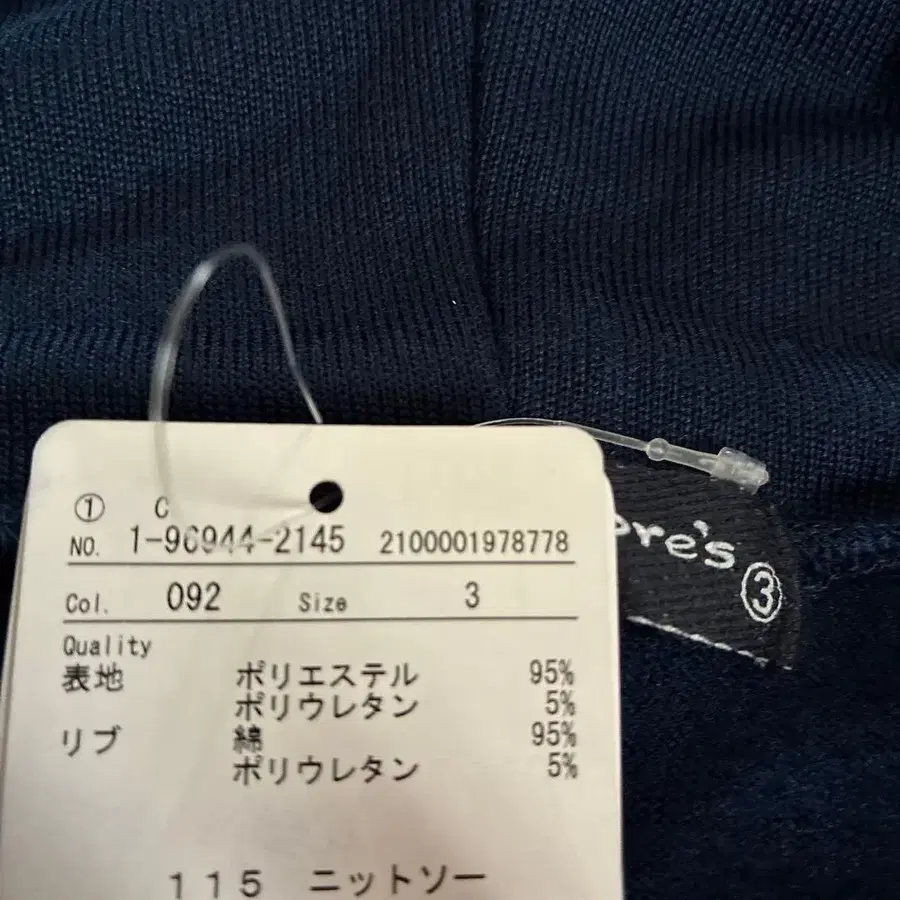 ① C
NO. 1-96944-2145 2100001978778
Col. 092 Size 3
Quality
表地 ポリエステル 95%
ポリウレタン 5%
リブ 綿 95%
ポリウレタン 5%
115 ニットソー
ore's
③